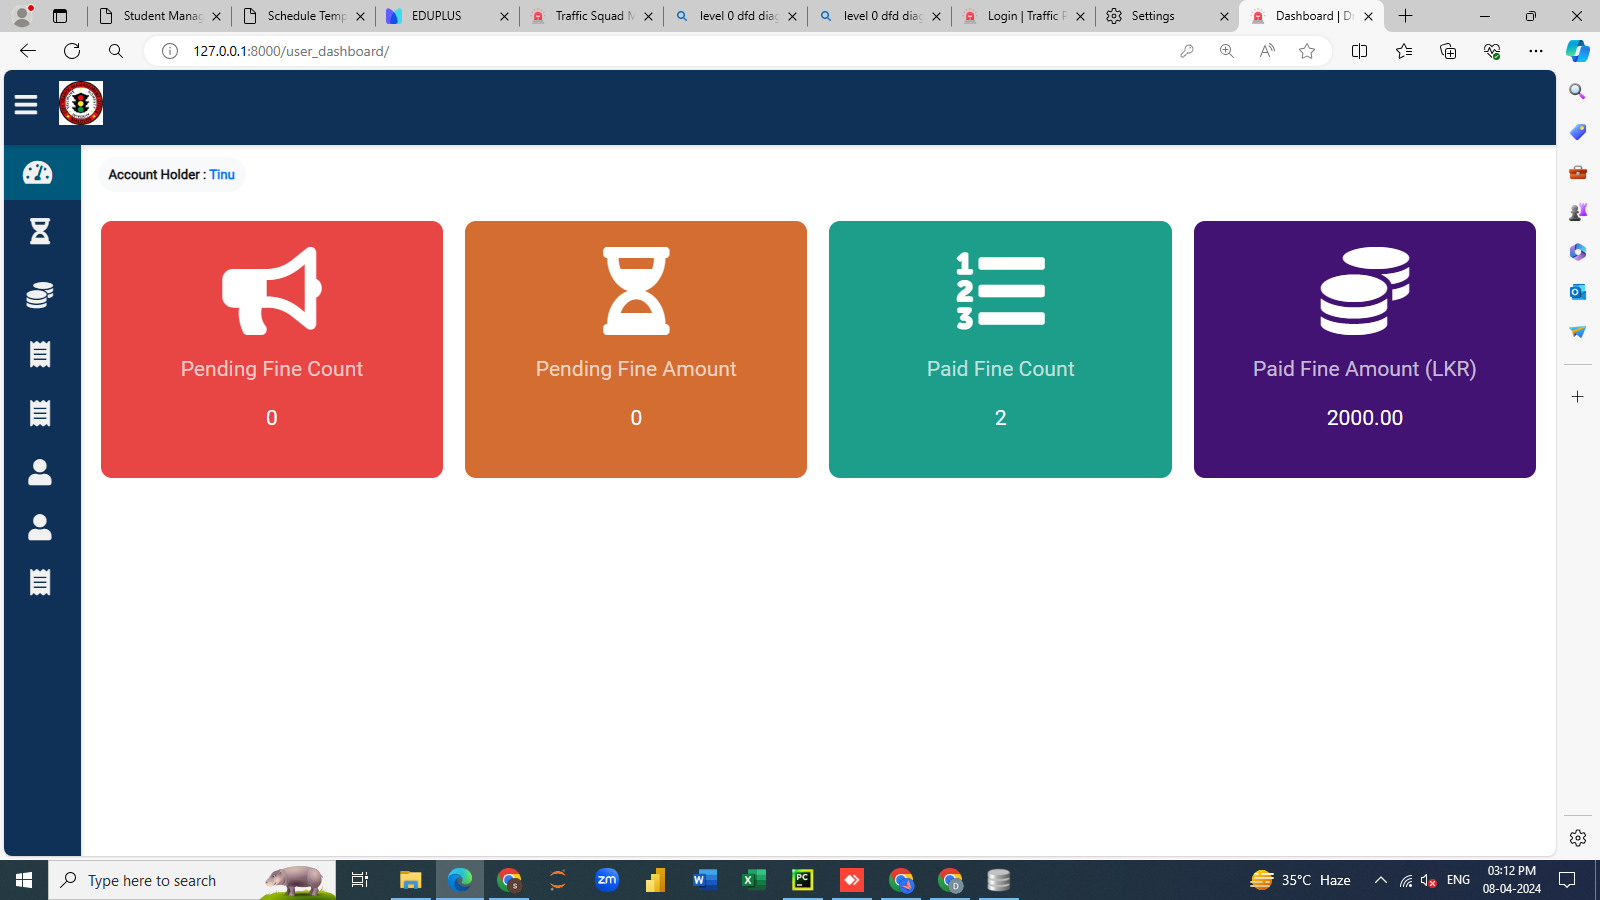 Student Manag
Schedule Temp
EDUPLUS
Traffic Squad M
level 0 dfd diag
level 0 dfd diag
Login | Traffic P
Settings
Dashboard | Dr
127.0.0.1:8000/user_dashboard/
Account Holder : Tinu
Pending Fine Count
0
Pending Fine Amount
0
1
2
3
Paid Fine Count
2
Paid Fine Amount (LKR)
2000.00
Type here to search
35°C Haze
ENG
03:12 PM
08-04-2024